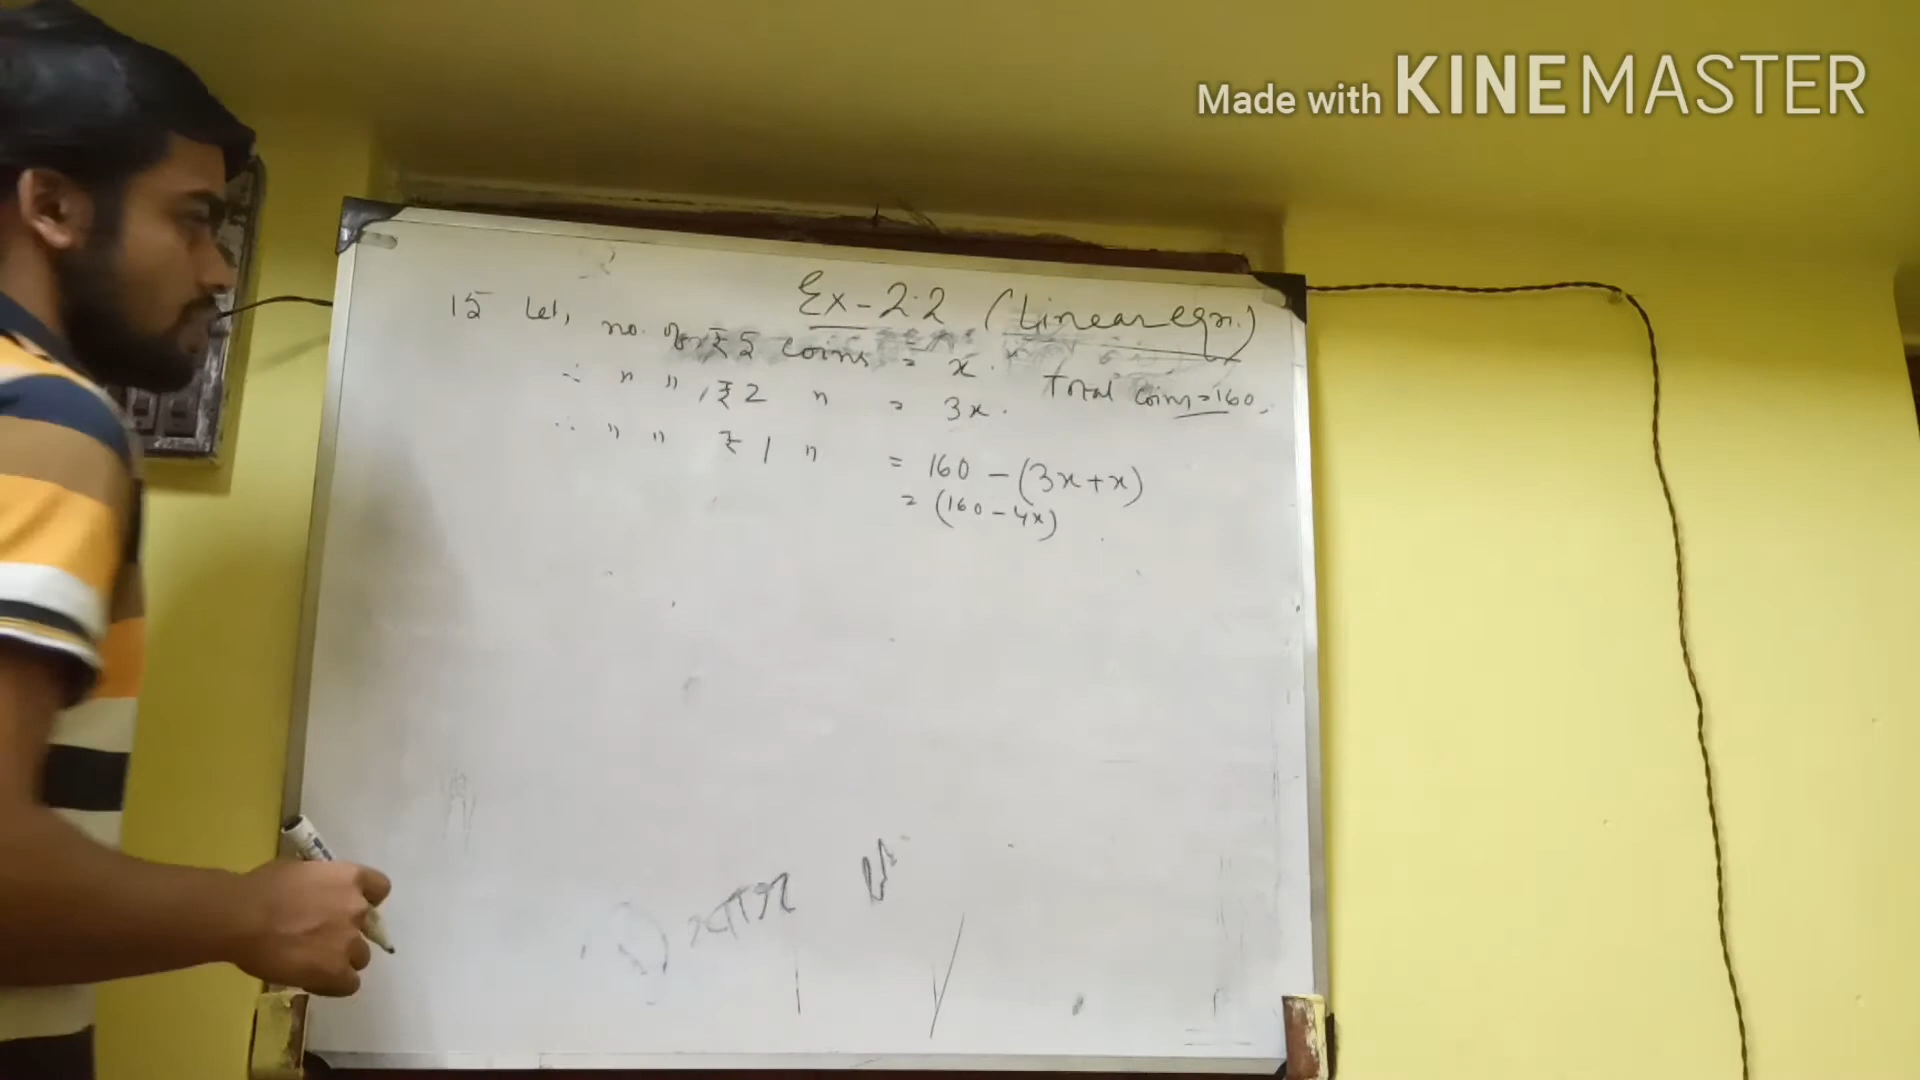 Made with KINEMASTER
Ex-2.2 (Linear eqn.)
15 Let, no. of ₹5 coins = x.
Total coins=160.
∴ " " ₹2 " = 3x.
∴ " " ₹1 " = 160 - (3x+x)
= (160-4x)